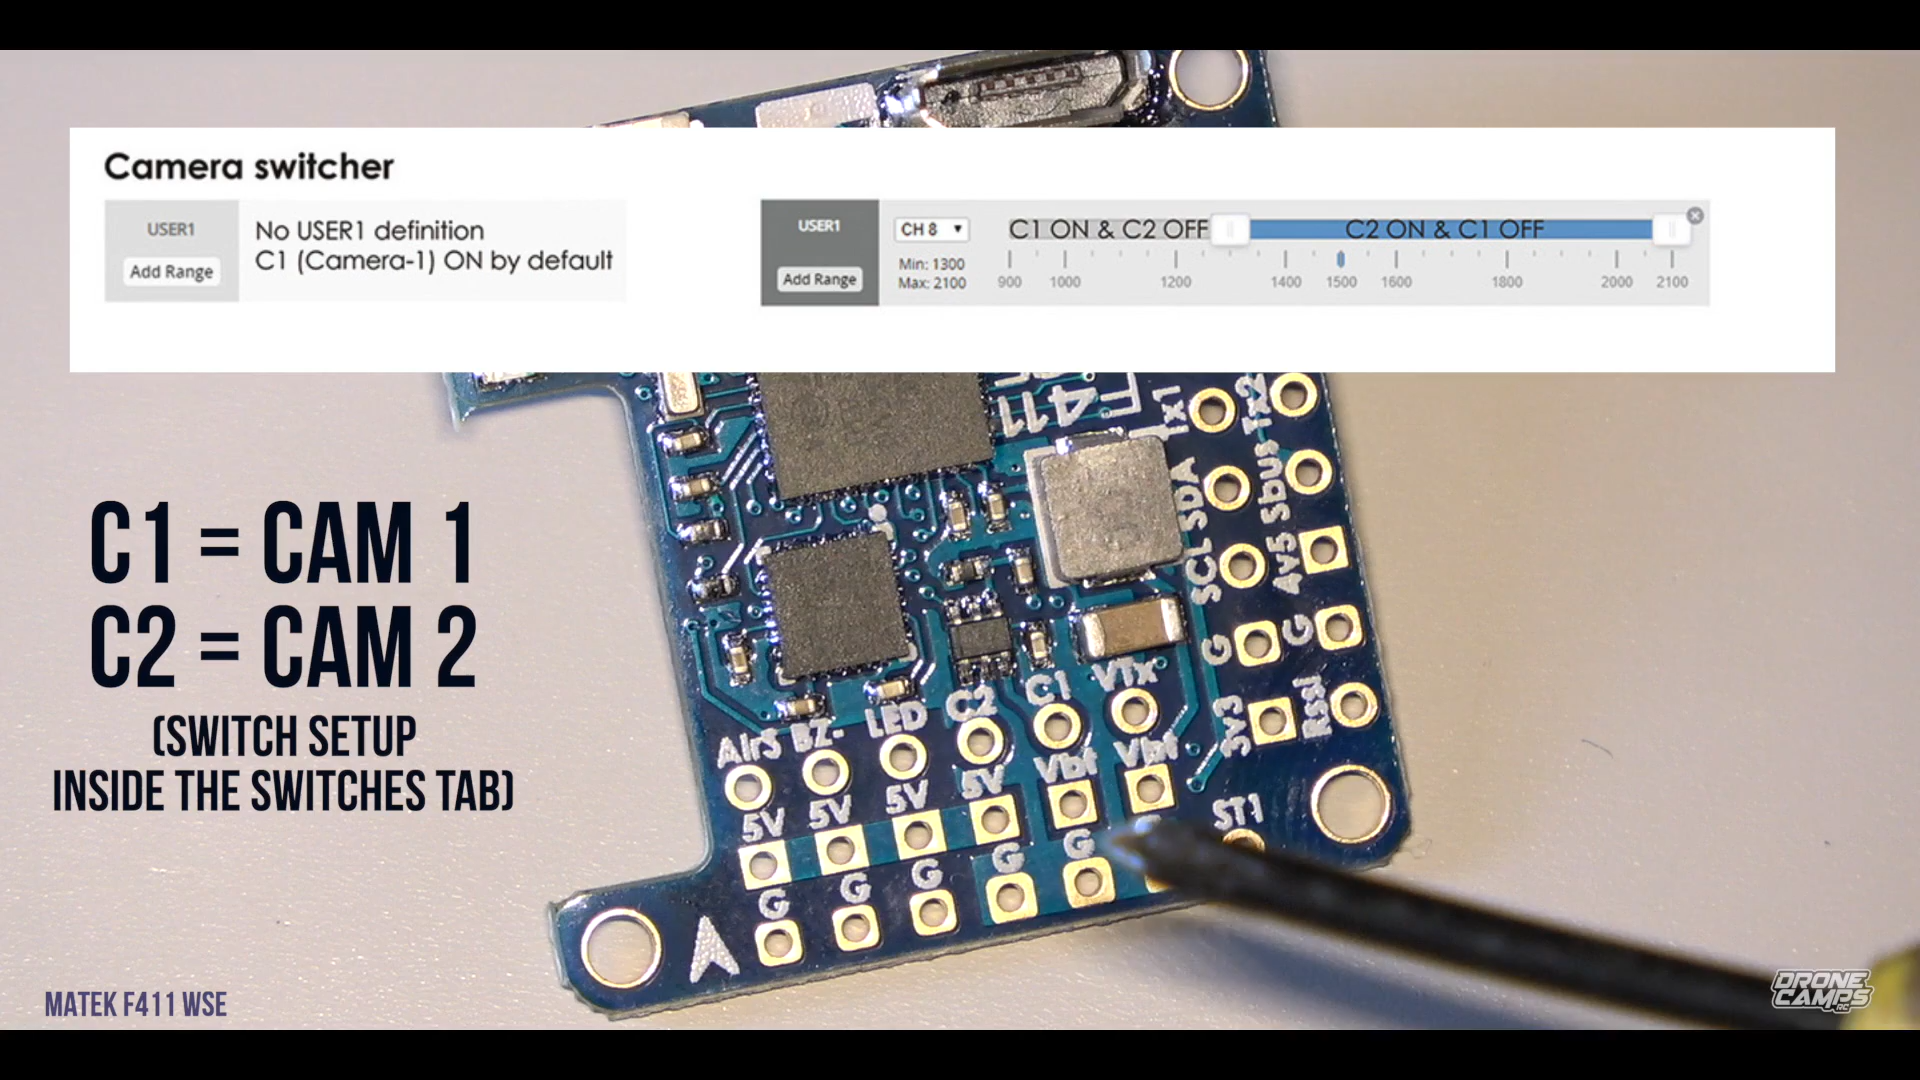 Camera switcher
USER1
Add Range
No USER1 definition
C1 (Camera-1) ON by default
USER1
Add Range
CH 8
Min: 1300
Max: 2100
C1 ON & C2 OFF
C2 ON & C1 OFF
900 1000 1200 1400 1500 1600 1800 2000 2100
C1 = CAM 1
C2 = CAM 2
(SWITCH SETUP
INSIDE THE SWITCHES TAB)
F411
Tx1 Tx2
SDA Sbus
SCL 4v5
G G
3v3 Rssi
AirS BZ- LED C2 C1 VTx
5V 5V 5V 5V Vbt Vbt
G G G G G
ST1
MATEK F411 WSE
DRONE
CAMPS
RC